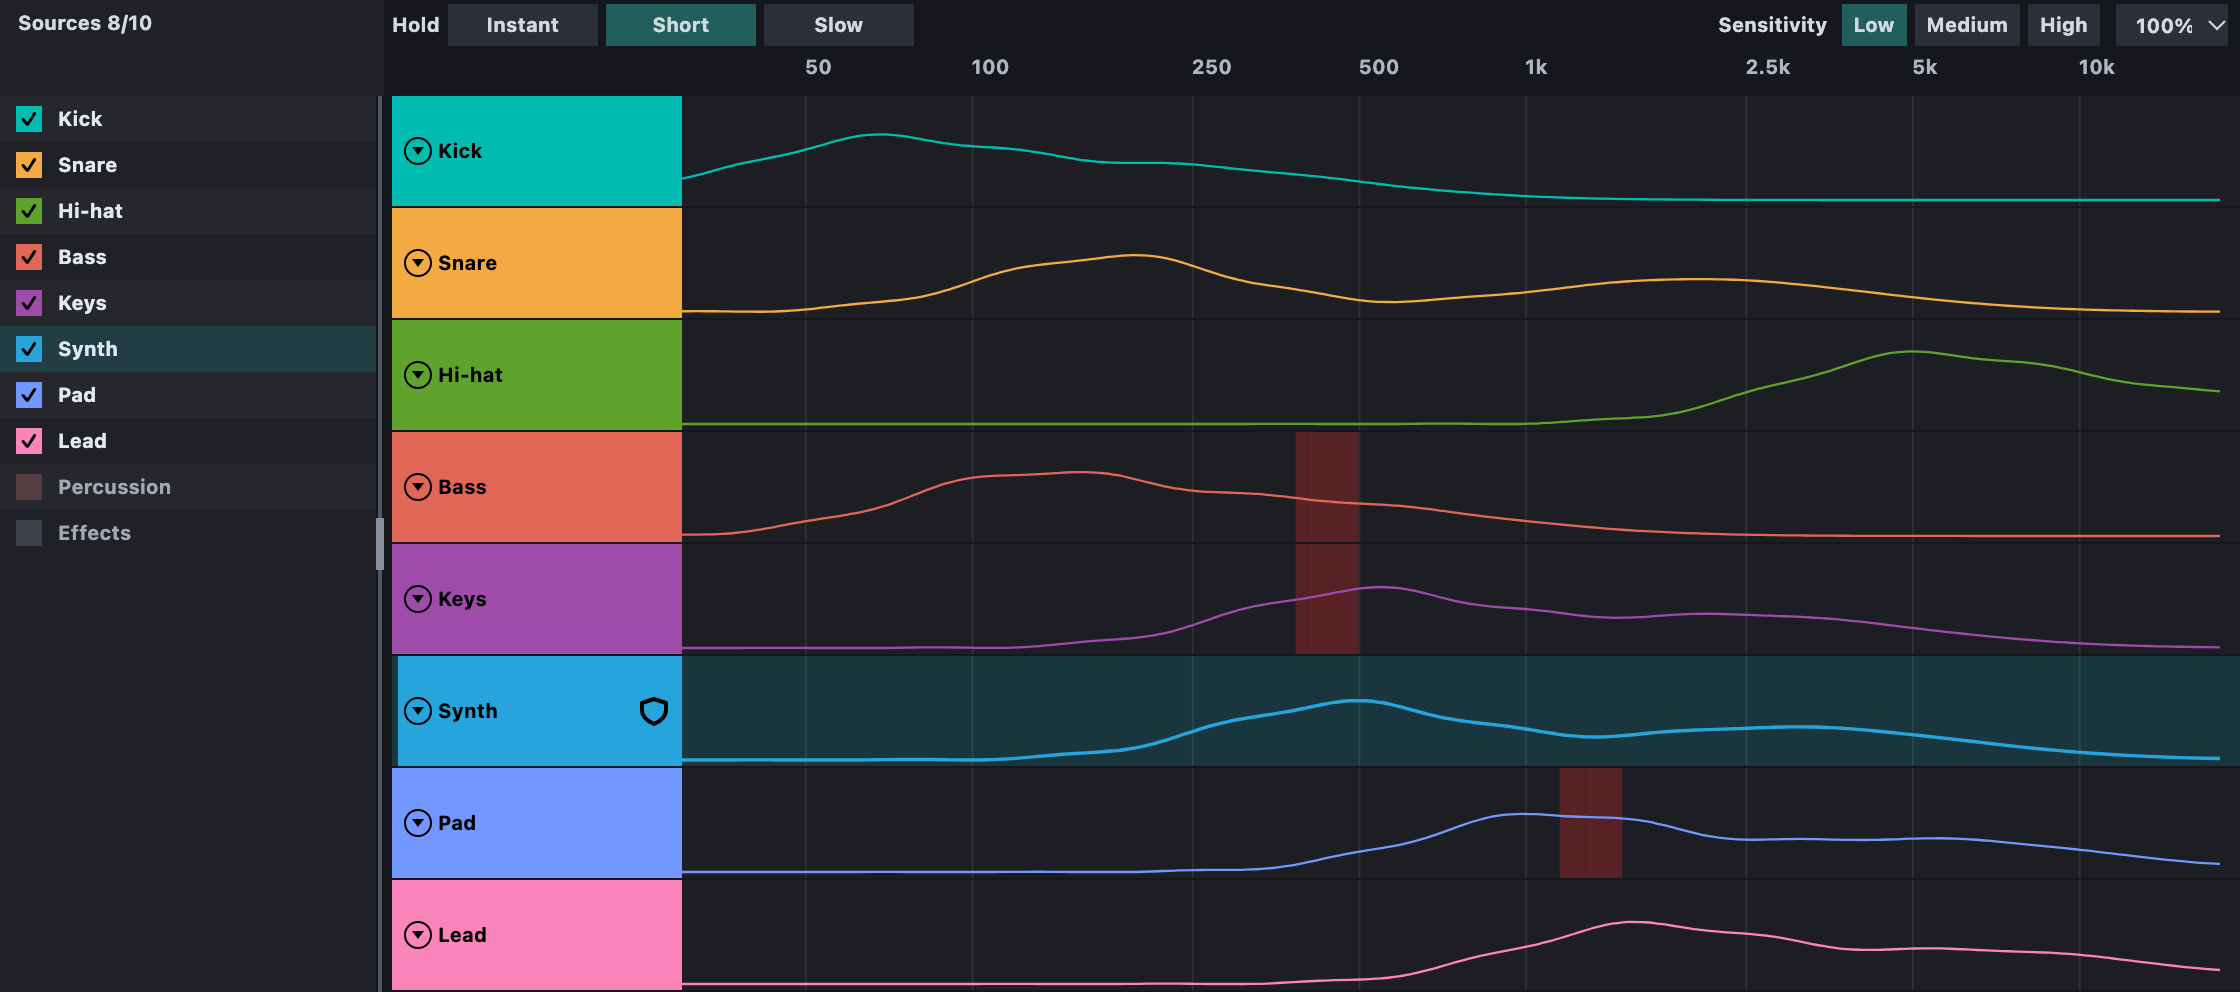 Sources 8/10
Hold Instant Short Slow Sensitivity Low Medium High 100%
50 100 250 500 1k 2.5k 5k 10k
Kick
Snare
Hi-hat
Bass
Keys
Synth
Pad
Lead
Percussion
Effects
Kick
Snare
Hi-hat
Bass
Keys
Synth
Pad
Lead